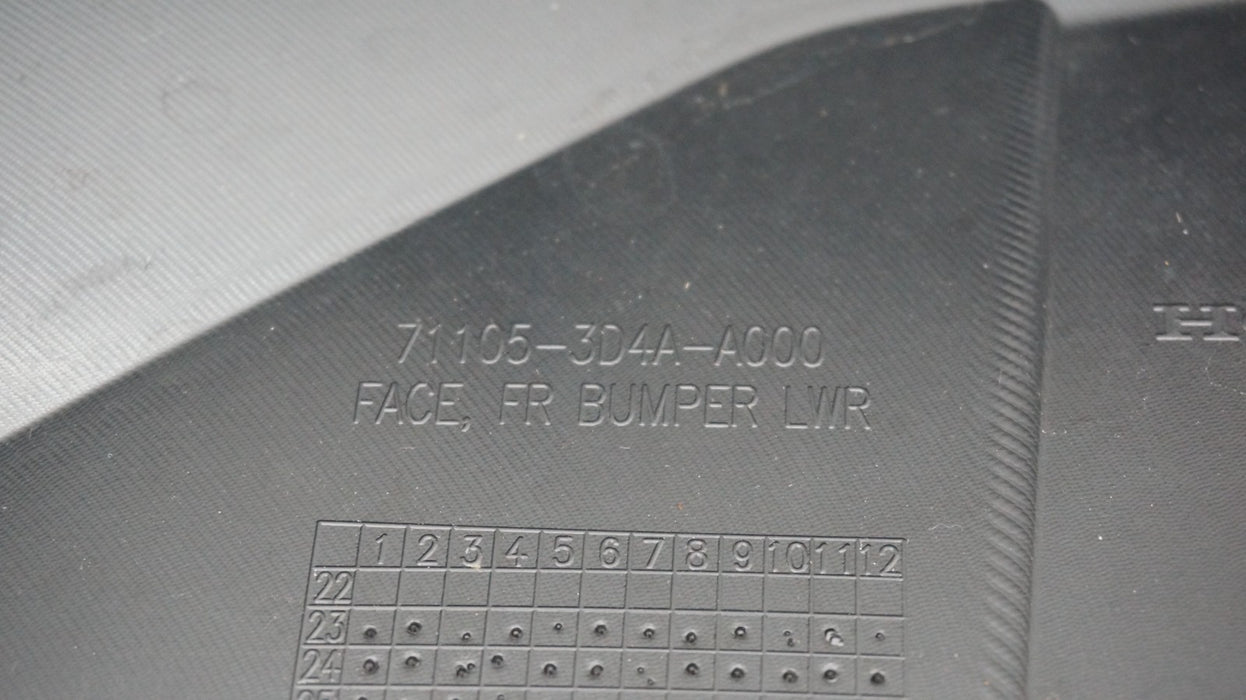 71105-3D4A-A000
FACE, FR BUMPER LWR
1 2 3 4 5 6 7 8 9 10 11 12
22
23
24